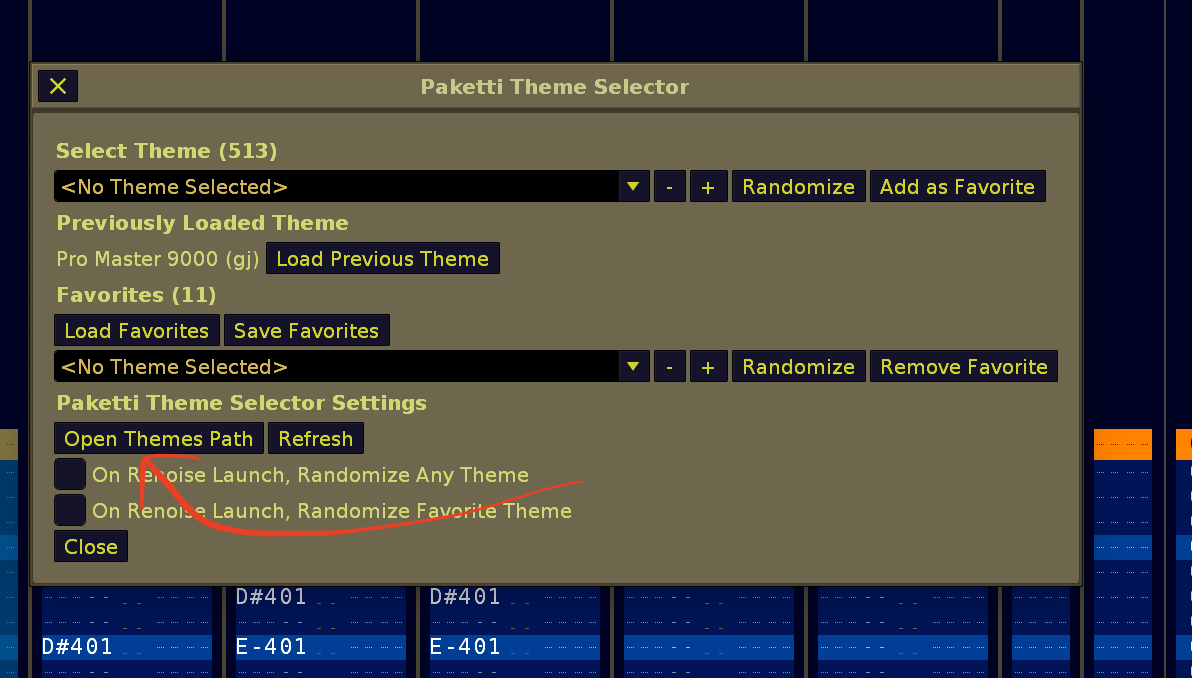 Paketti Theme Selector
Select Theme (513)
<No Theme Selected> - + Randomize Add as Favorite
Previously Loaded Theme
Pro Master 9000 (gj) Load Previous Theme
Favorites (11)
Load Favorites Save Favorites
<No Theme Selected> - + Randomize Remove Favorite
Paketti Theme Selector Settings
Open Themes Path Refresh
On Renoise Launch, Randomize Any Theme
On Renoise Launch, Randomize Favorite Theme
Close
D#401 D#401
D#401 E-401 E-401